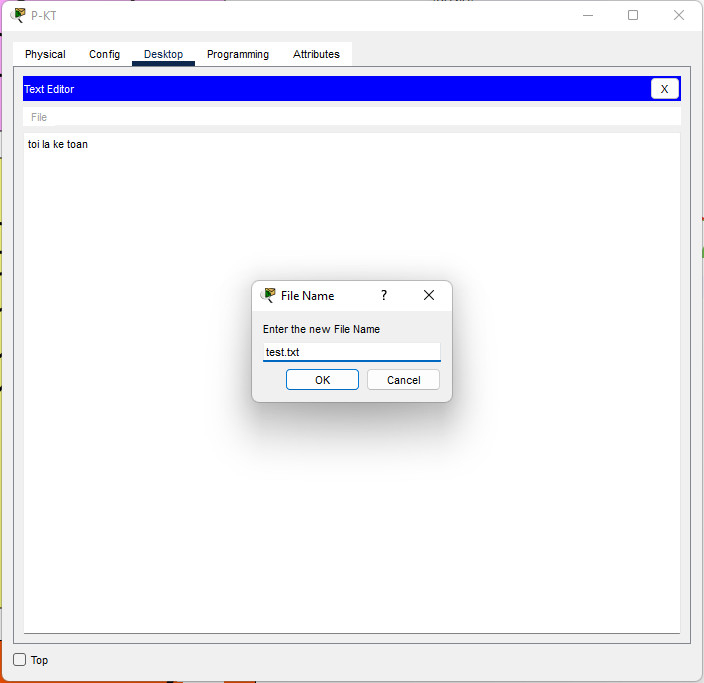 P-KT
Physical Config Desktop Programming Attributes
Text Editor X
File
toi la ke toan
File Name ?
Enter the new File Name
test.txt
OK Cancel
Top